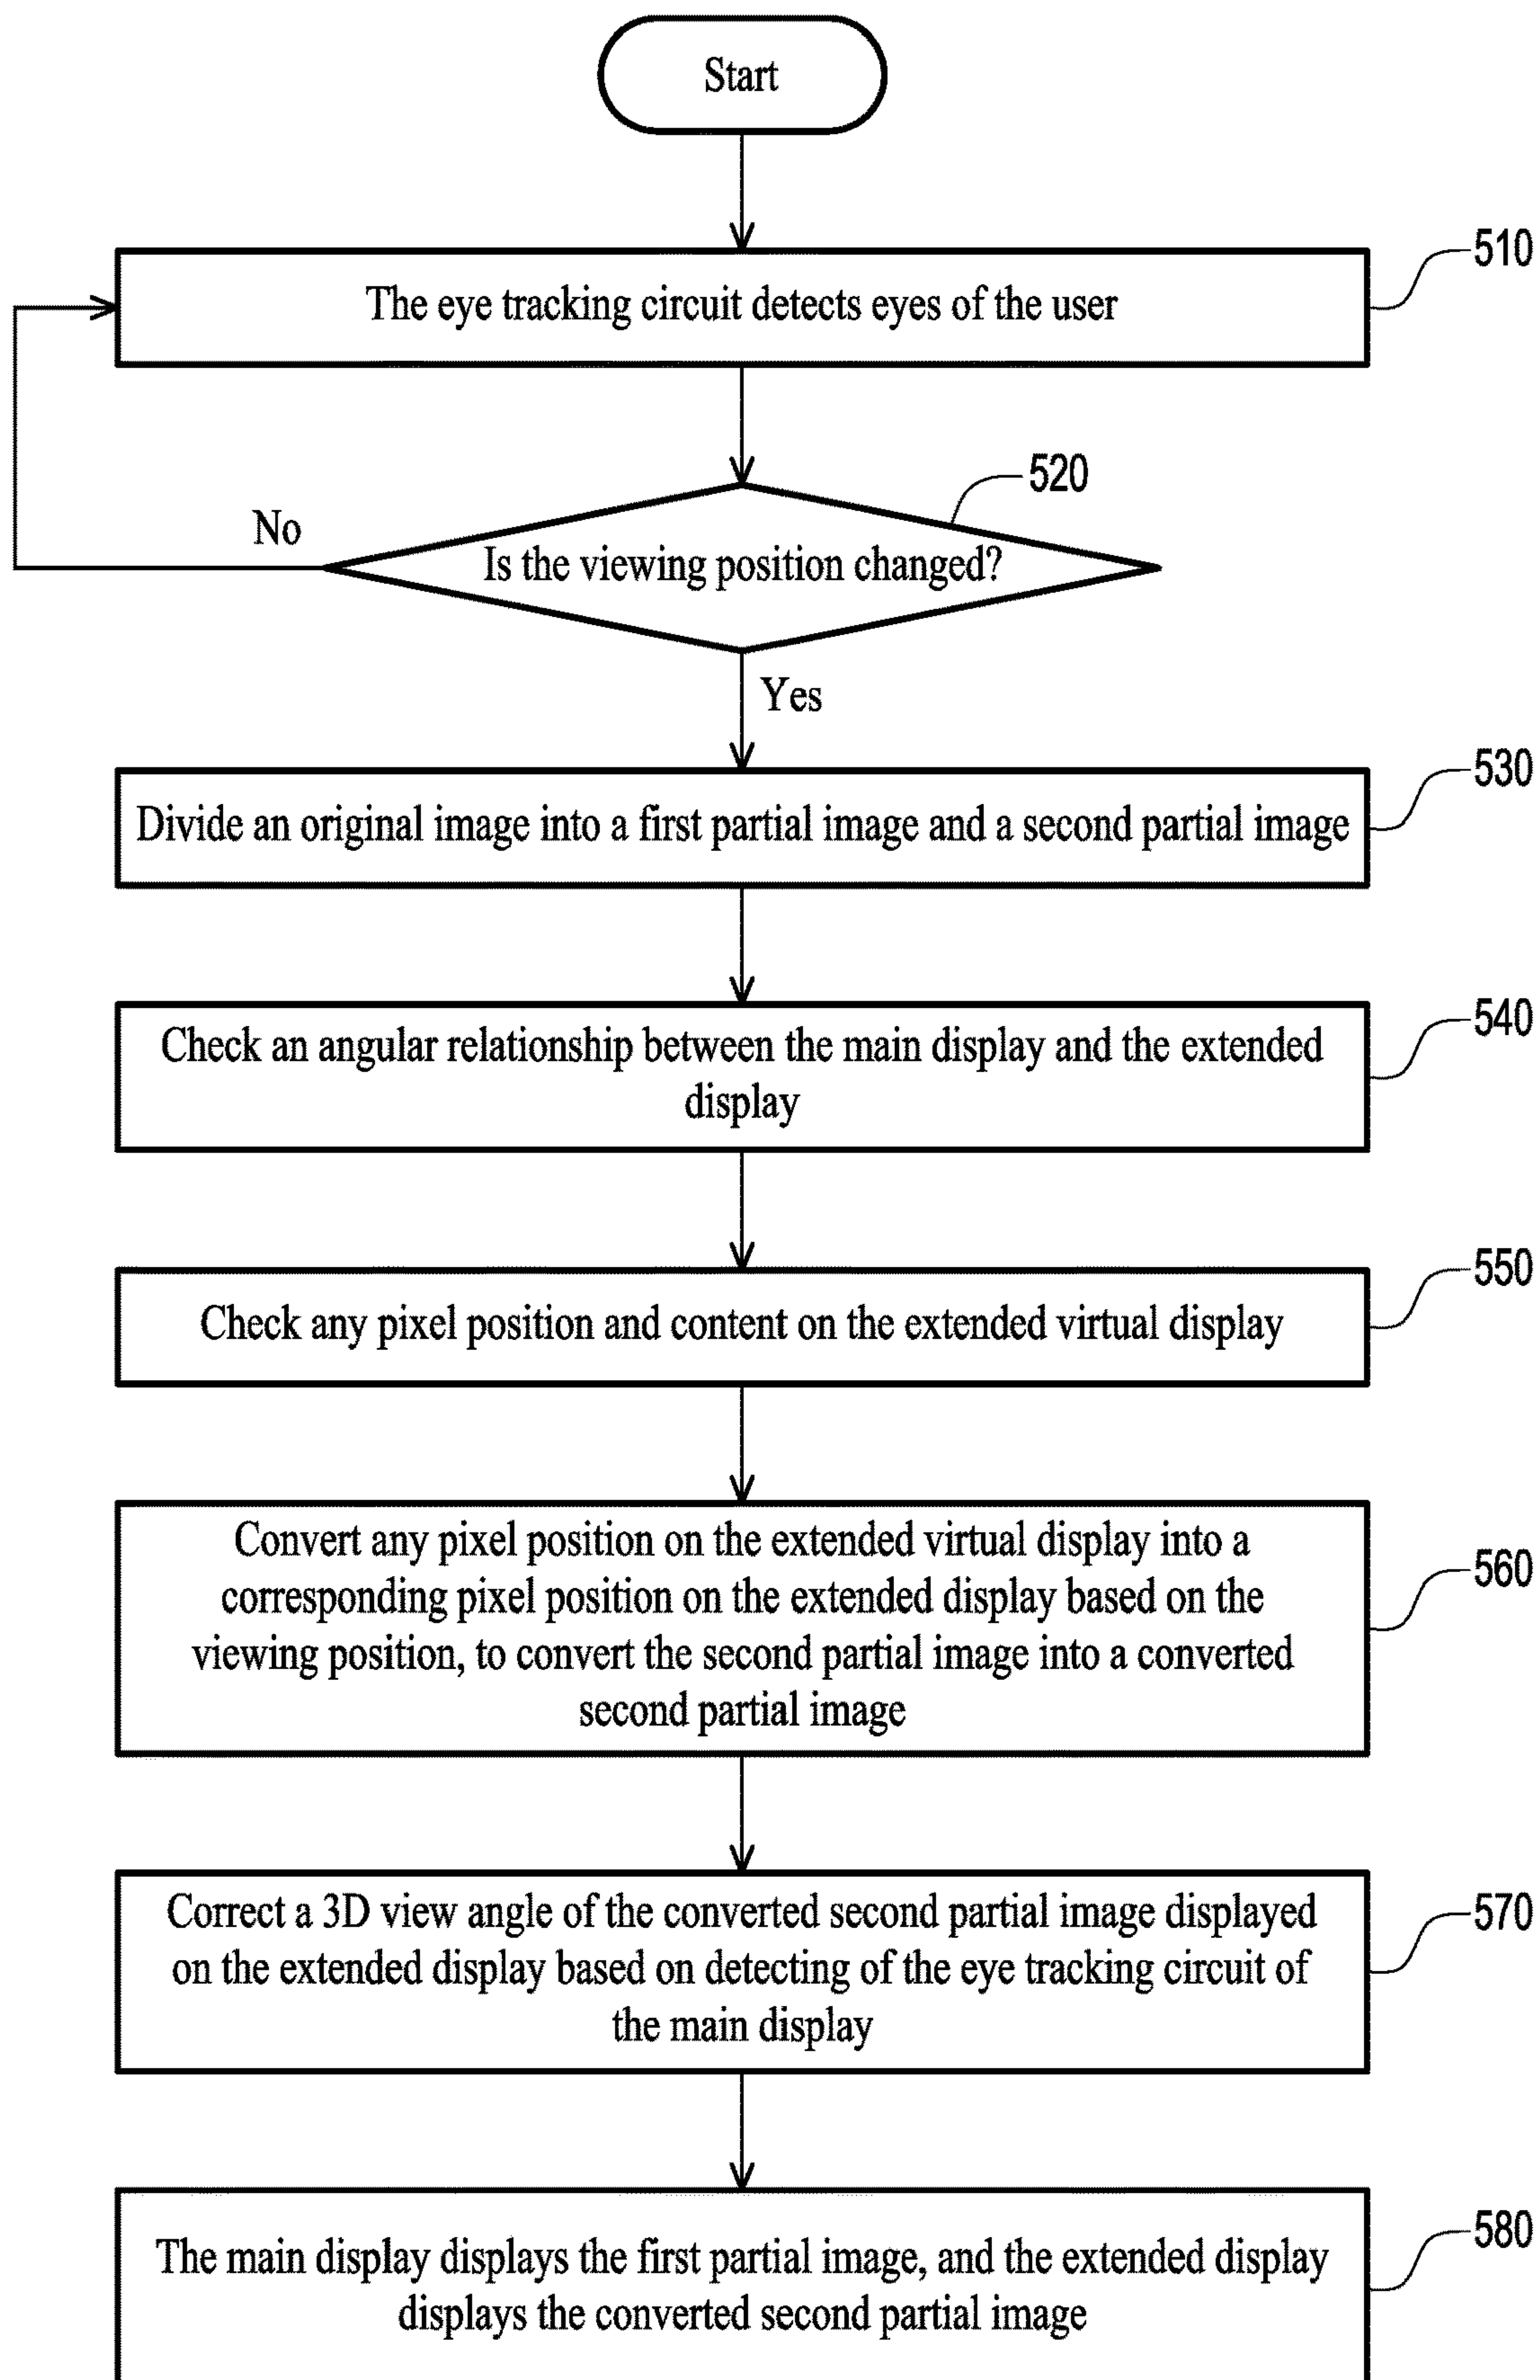 Start
510
The eye tracking circuit detects eyes of the user
520
No
Is the viewing position changed?
Yes
530
Divide an original image into a first partial image and a second partial image
540
Check an angular relationship between the main display and the extended
display
550
Check any pixel position and content on the extended virtual display
560
Convert any pixel position on the extended virtual display into a
corresponding pixel position on the extended display based on the
viewing position, to convert the second partial image into a converted
second partial image
570
Correct a 3D view angle of the converted second partial image displayed
on the extended display based on detecting of the eye tracking circuit of
the main display
580
The main display displays the first partial image, and the extended display
displays the converted second partial image